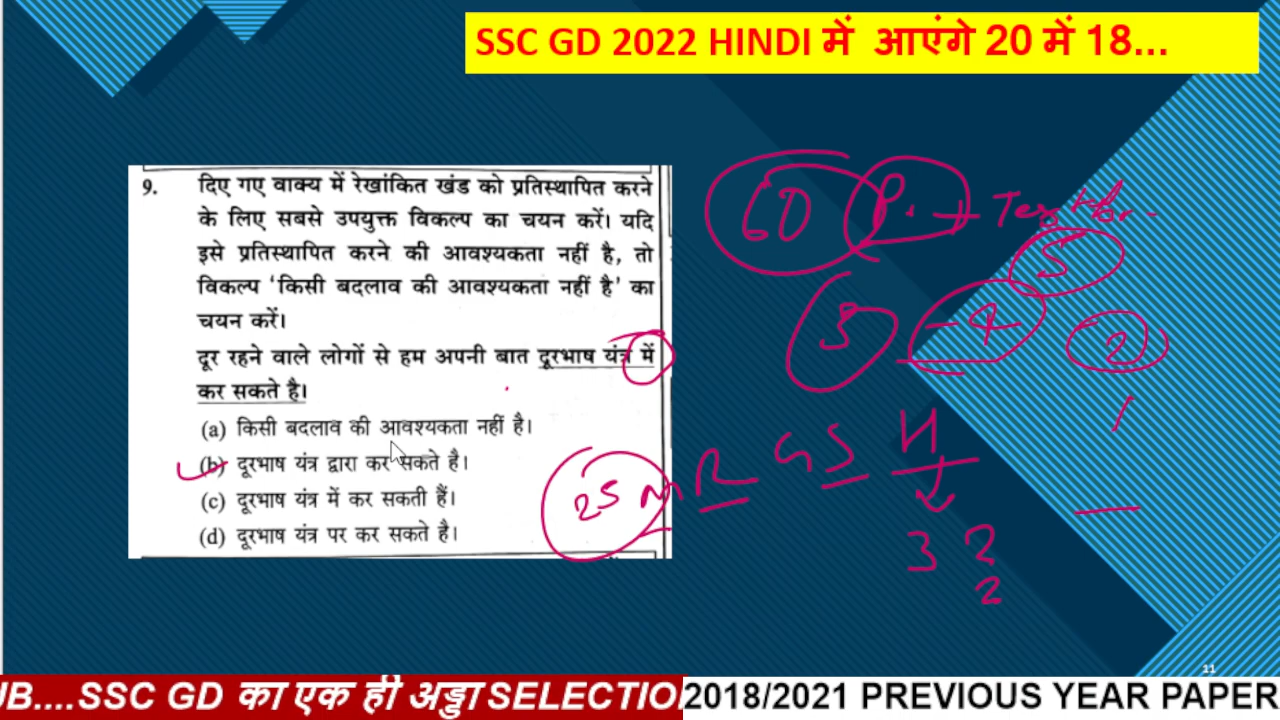 SSC GD 2022 HINDI में आएंगे 20 में 18...
9. दिए गए वाक्य में रेखांकित खंड को प्रतिस्थापित करने
के लिए सबसे उपयुक्त विकल्प का चयन करें। यदि
इसे प्रतिस्थापित करने की आवश्यकता नहीं है, तो
विकल्प ‘किसी बदलाव की आवश्यकता नहीं है’ का
चयन करें।
दूर रहने वाले लोगों से हम अपनी बात दूरभाष यंत्र में
कर सकते है।
(a) किसी बदलाव की आवश्यकता नहीं है।
(b) दूरभाष यंत्र द्वारा कर सकते है।
(c) दूरभाष यंत्र में कर सकती हैं।
(d) दूरभाष यंत्र पर कर सकते है।
5
2
1
25 M R GS H
3 2
2
11
UB....SSC GD का एक ही अड्डा SELECTIO
2018/2021 PREVIOUS YEAR PAPER